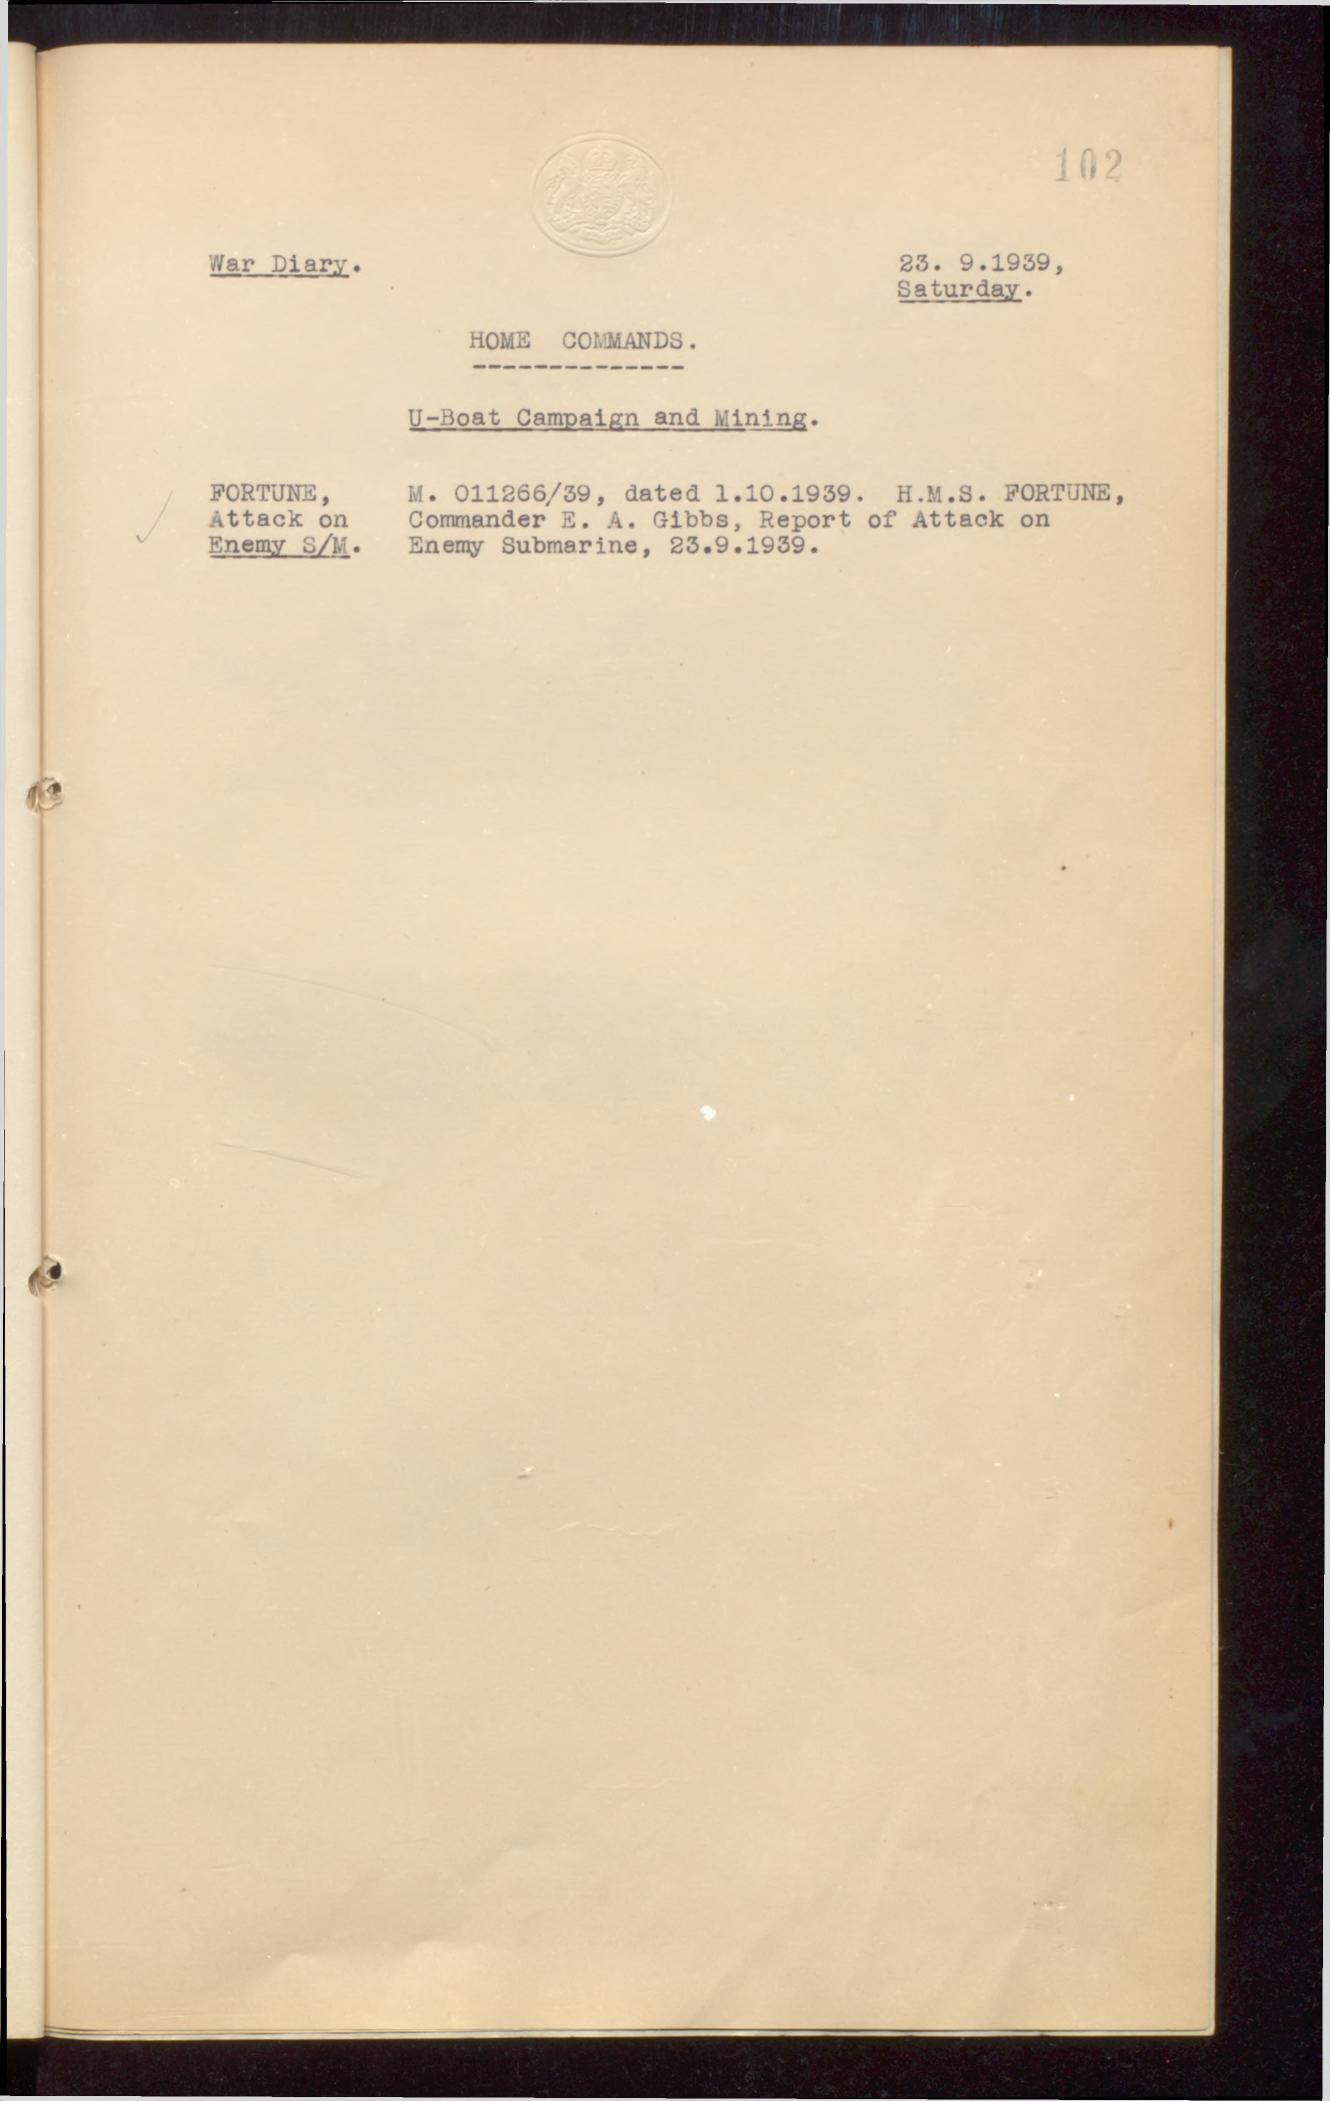 102
War Diary.
23. 9.1939,
Saturday.
HOME COMMANDS.
--------------
U-Boat Campaign and Mining.
FORTUNE,
Attack on
Enemy S/M.
M. 011266/39, dated 1.10.1939. H.M.S. FORTUNE,
Commander E. A. Gibbs, Report of Attack on
Enemy Submarine, 23.9.1939.